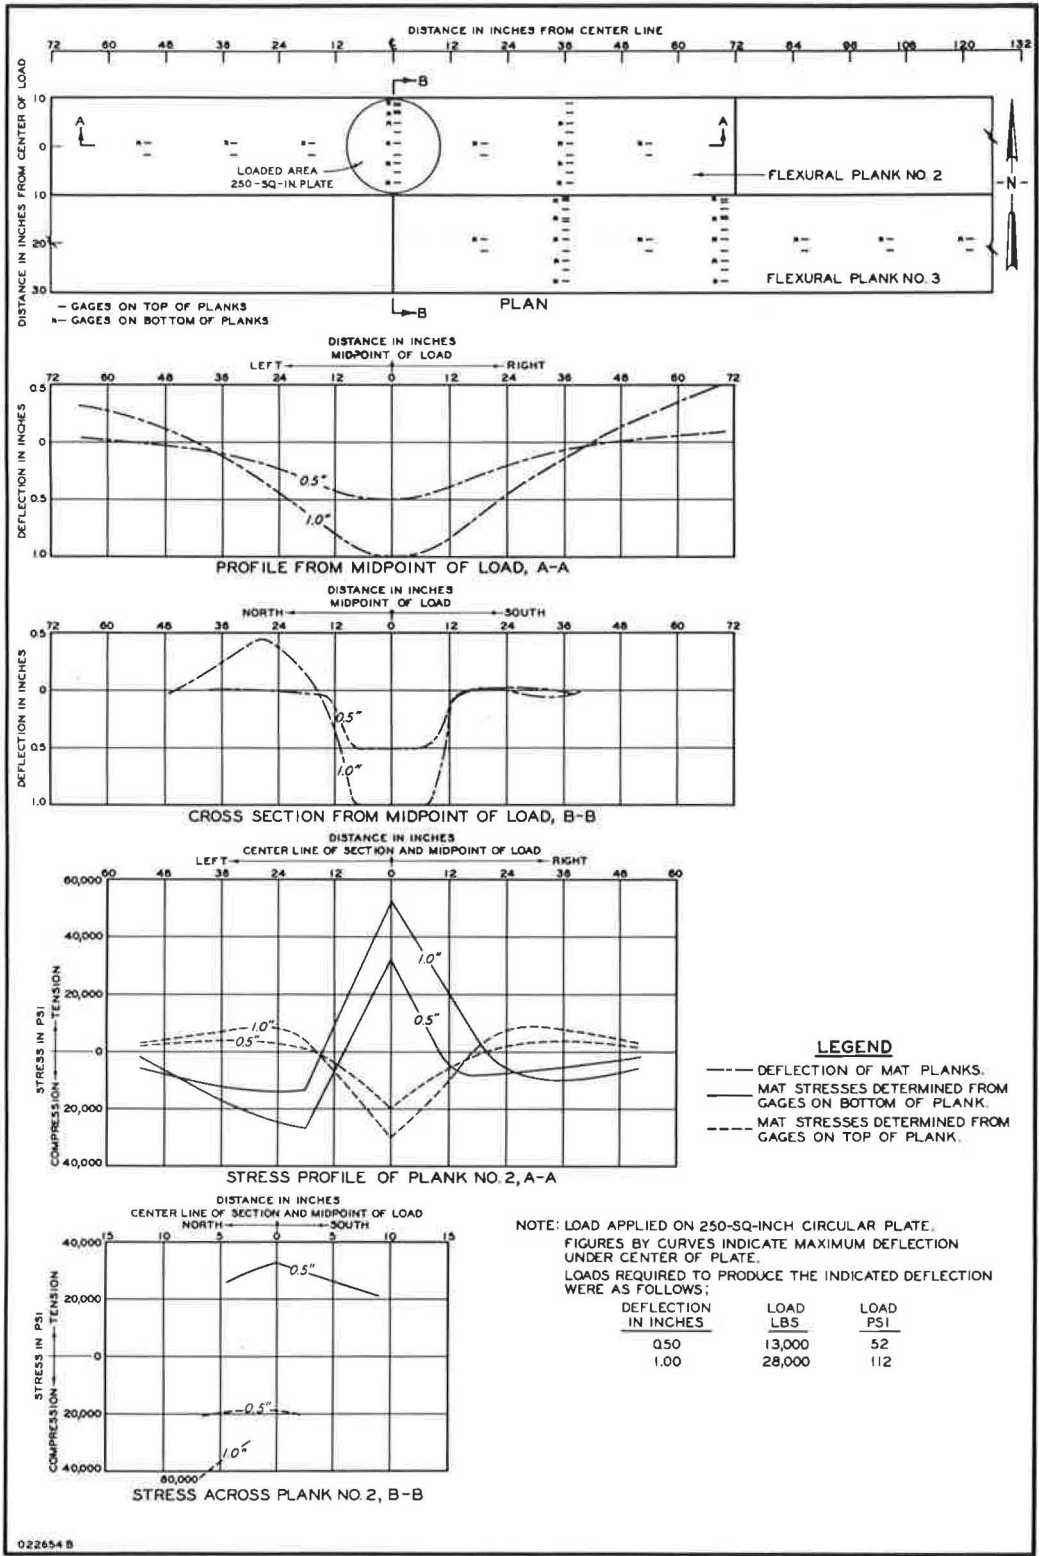 DISTANCE IN INCHES FROM CENTER LINE
72 60 48 36 24 12 ℄ 12 24 36 48 60 72 84 96 108 120 132
DISTANCE IN INCHES FROM CENTER OF LOAD
10
0
10
20
30
B
A
A
LOADED AREA
250-SQ-IN. PLATE
FLEXURAL PLANK NO. 2
-N-
FLEXURAL PLANK NO. 3
— GAGES ON TOP OF PLANKS
x— GAGES ON BOTTOM OF PLANKS
B
PLAN
DISTANCE IN INCHES
MIDPOINT OF LOAD
LEFT RIGHT
72 60 48 36 24 12 0 12 24 36 48 60 72
DEFLECTION IN INCHES
0.5
0
0.5
1.0
0.5"
1.0"
PROFILE FROM MIDPOINT OF LOAD, A-A
DISTANCE IN INCHES
MIDPOINT OF LOAD
NORTH SOUTH
72 60 48 36 24 12 0 12 24 36 48 60 72
DEFLECTION IN INCHES
0.5
0
0.5
1.0
0.5"
1.0"
CROSS SECTION FROM MIDPOINT OF LOAD, B-B
DISTANCE IN INCHES
CENTER LINE OF SECTION AND MIDPOINT OF LOAD
LEFT RIGHT
60 48 36 24 12 0 12 24 36 48 60
STRESS IN PSI
COMPRESSION TENSION
60,000
40,000
20,000
0
20,000
40,000
1.0"
0.5"
1.0"
0.5"
STRESS PROFILE OF PLANK NO. 2, A-A
LEGEND
DEFLECTION OF MAT PLANKS.
MAT STRESSES DETERMINED FROM
GAGES ON BOTTOM OF PLANK.
MAT STRESSES DETERMINED FROM
GAGES ON TOP OF PLANK.
DISTANCE IN INCHES
CENTER LINE OF SECTION AND MIDPOINT OF LOAD
NORTH SOUTH
15 10 5 0 5 10 15
STRESS IN PSI
COMPRESSION TENSION
40,000
20,000
0
20,000
40,000
0.5"
0.5"
1.0"
80,000
STRESS ACROSS PLANK NO. 2, B-B
NOTE: LOAD APPLIED ON 250-SQ-INCH CIRCULAR PLATE.
FIGURES BY CURVES INDICATE MAXIMUM DEFLECTION
UNDER CENTER OF PLATE.
LOADS REQUIRED TO PRODUCE THE INDICATED DEFLECTION
WERE AS FOLLOWS;
DEFLECTION LOAD LOAD
IN INCHES LBS PSI
0.50 13,000 52
1.00 28,000 112
022654 B